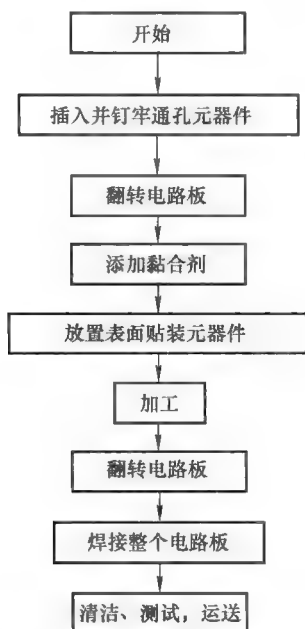 开始
插入并钉牢通孔元器件
翻转电路板
添加黏合剂
放置表面贴装元器件
加工
翻转电路板
焊接整个电路板
清洁、测试，运送